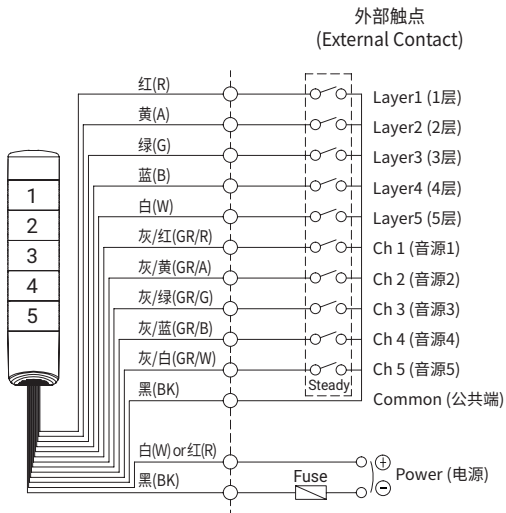 外部触点
(External Contact)
红(R)
Layer1 (1层)
黄(A)
Layer2 (2层)
绿(G)
Layer3 (3层)
蓝(B)
Layer4 (4层)
白(W)
Layer5 (5层)
灰/红(GR/R)
Ch 1 (音源1)
灰/黄(GR/A)
Ch 2 (音源2)
灰/绿(GR/G)
Ch 3 (音源3)
灰/蓝(GR/B)
Ch 4 (音源4)
灰/白(GR/W)
Ch 5 (音源5)
Steady
黑(BK)
Common (公共端)
1
2
3
4
5
白(W) or 红(R)
黑(BK)
Fuse
+
−
Power (电源)